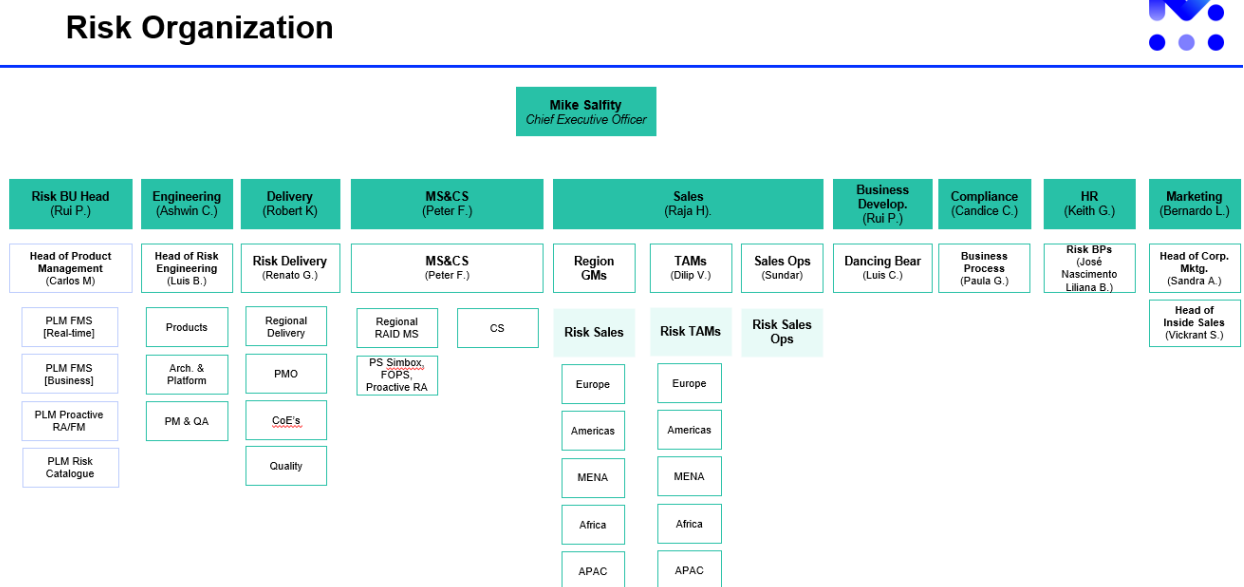 Risk Organization
Mike Salfity
Chief Executive Officer
Risk BU Head
(Rui P.)
Engineering
(Ashwin C.)
Delivery
(Robert K)
MS&CS
(Peter F.)
Sales
(Raja H).
Business
Develop.
(Rui P.)
Compliance
(Candice C.)
HR
(Keith G.)
Marketing
(Bernardo L.)
Head of Product
Management
(Carlos M)
Head of Risk
Engineering
(Luis B.)
Risk Delivery
(Renato G.)
MS&CS
(Peter F.)
Region
GMs
TAMs
(Dilip V.)
Sales Ops
(Sundar)
Dancing Bear
(Luis C.)
Business
Process
(Paula G.)
Risk BPs
(José
Nascimento
Liliana B.)
Head of Corp.
Mktg.
(Sandra A.)
PLM FMS
[Real-time]
PLM FMS
[Business]
PLM Proactive
RA/FM
PLM Risk
Catalogue
Products
Arch. &
Platform
PM & QA
Regional
Delivery
PMO
CoE's
Quality
Regional
RAID MS
PS Simbox,
FOPS,
Proactive RA
CS
Risk Sales
Europe
Americas
MENA
Africa
APAC
Risk TAMs
Europe
Americas
MENA
Africa
APAC
Risk Sales
Ops
Head of
Inside Sales
(Vickrant S.)